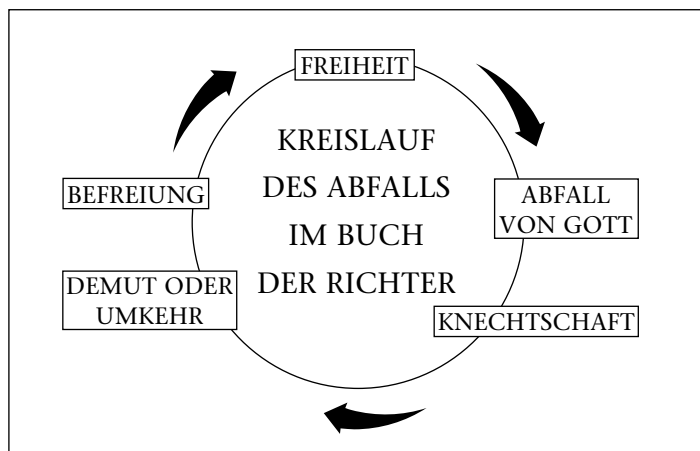 FREIHEIT
KREISLAUF
DES ABFALLS
IM BUCH
DER RICHTER
ABFALL
VON GOTT
KNECHTSCHAFT
DEMUT ODER
UMKEHR
BEFREIUNG